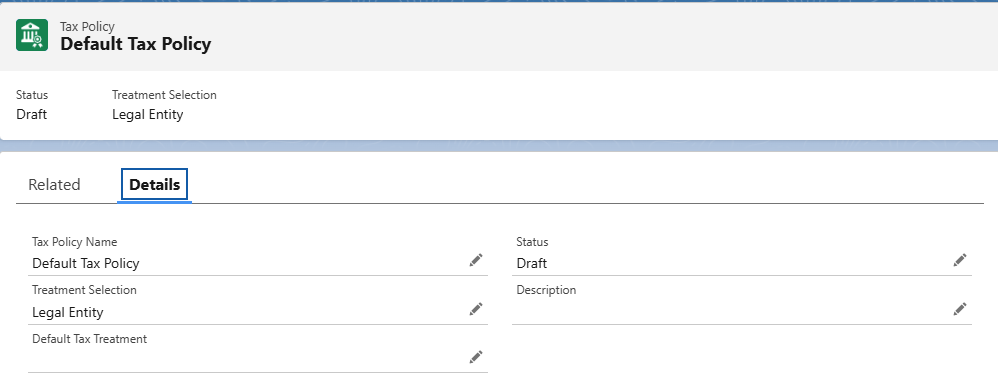 Tax Policy
Default Tax Policy
Status
Treatment Selection
Draft
Legal Entity
Related
Details
Tax Policy Name
Status
Default Tax Policy
Draft
Treatment Selection
Description
Legal Entity
Default Tax Treatment